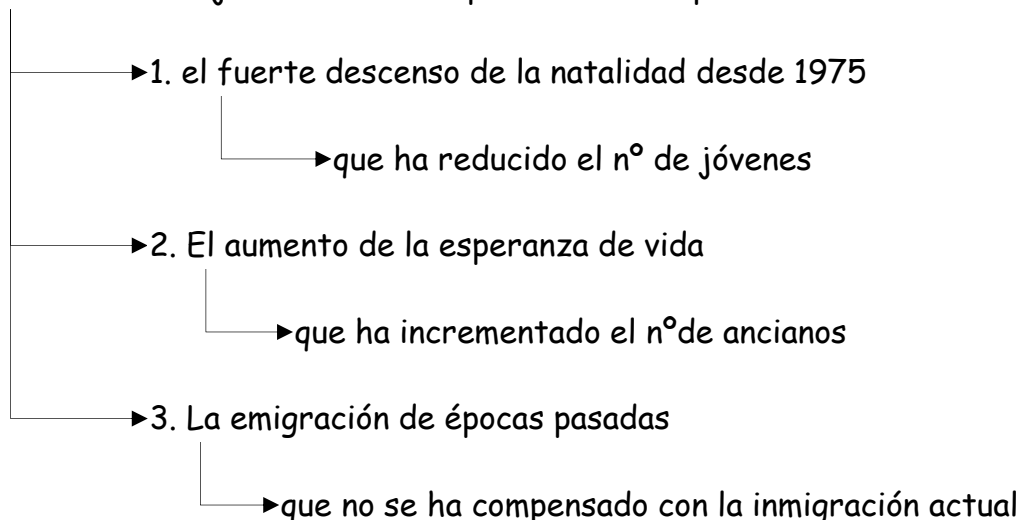 1. el fuerte descenso de la natalidad desde 1975
que ha reducido el nº de jóvenes
2. El aumento de la esperanza de vida
que ha incrementado el nºde ancianos
3. La emigración de épocas pasadas
que no se ha compensado con la inmigración actual